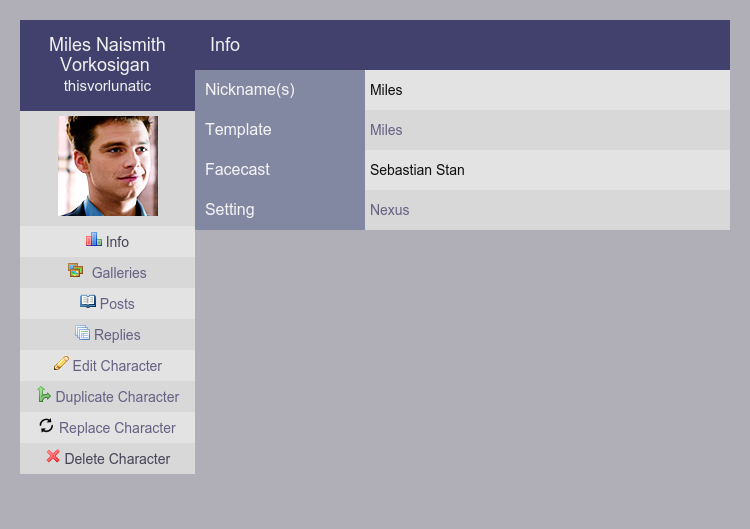 Miles Naismith
Vorkosigan
thisvorlunatic
Info
Galleries
Posts
Replies
Edit Character
Duplicate Character
Replace Character
Delete Character
Info
Nickname(s) Miles
Template Miles
Facecast Sebastian Stan
Setting Nexus